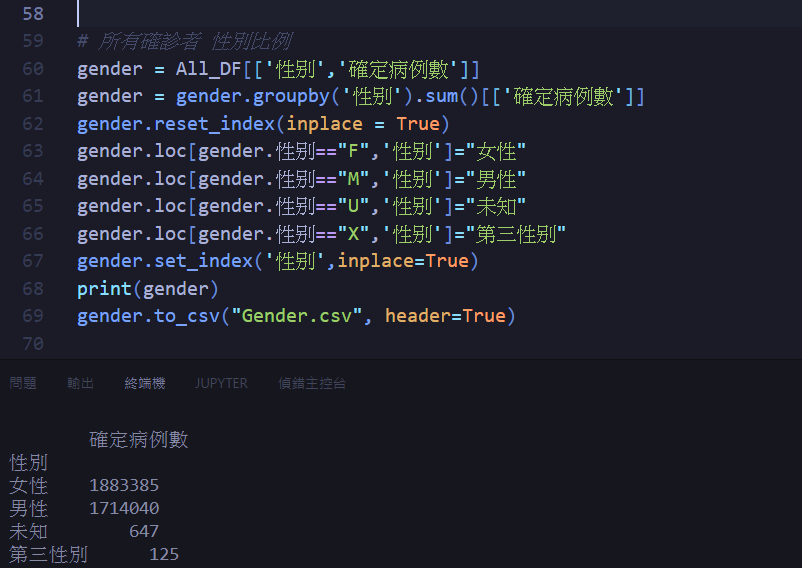 58
59 # 所有確診者 性別比例
60 gender = All_DF[['性別','確定病例數']]
61 gender = gender.groupby('性別').sum()[['確定病例數']]
62 gender.reset_index(inplace = True)
63 gender.loc[gender.性別=="F",'性別']="女性"
64 gender.loc[gender.性別=="M",'性別']="男性"
65 gender.loc[gender.性別=="U",'性別']="未知"
66 gender.loc[gender.性別=="X",'性別']="第三性別"
67 gender.set_index('性別',inplace=True)
68 print(gender)
69 gender.to_csv("Gender.csv", header=True)
70
問題 輸出 終端機 JUPYTER 偵錯主控台
確定病例數
性別
女性 1883385
男性 1714040
未知 647
第三性別 125